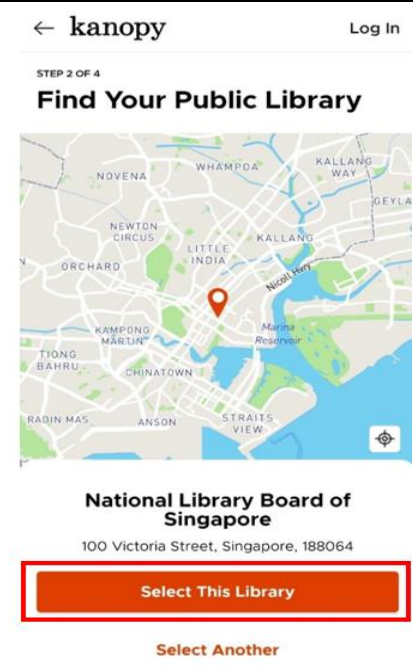 ← kanopy
Log In
STEP 2 OF 4
Find Your Public Library
NOVENA
WHAMPOA
KALLANG
WAY
GEYLA
NEWTON
CIRCUS
LITTLE
INDIA
KALLANG
ORCHARD
Nicoll Hwy
KAMPONG
MARTIN
Marina
Reservoir
TIONG
BAHRU
CHINATOWN
RADIN MAS
ANSON
STRAITS
VIEW
National Library Board of
Singapore
100 Victoria Street, Singapore, 188064
Select This Library
Select Another